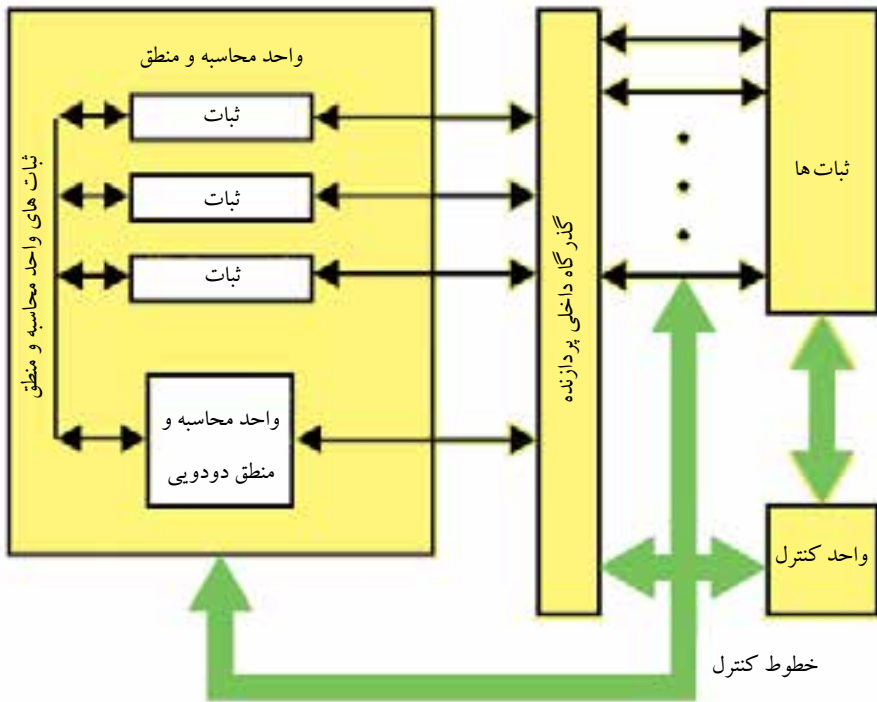 واحد محاسبه و منطق
ثبات
ثبات
ثبات
واحد محاسبه و
منطق دودویی
ثبات های واحد محاسبه و منطق
گذرگاه داخلی پردازنده
ثبات ها
واحد کنترل
خطوط کنترل